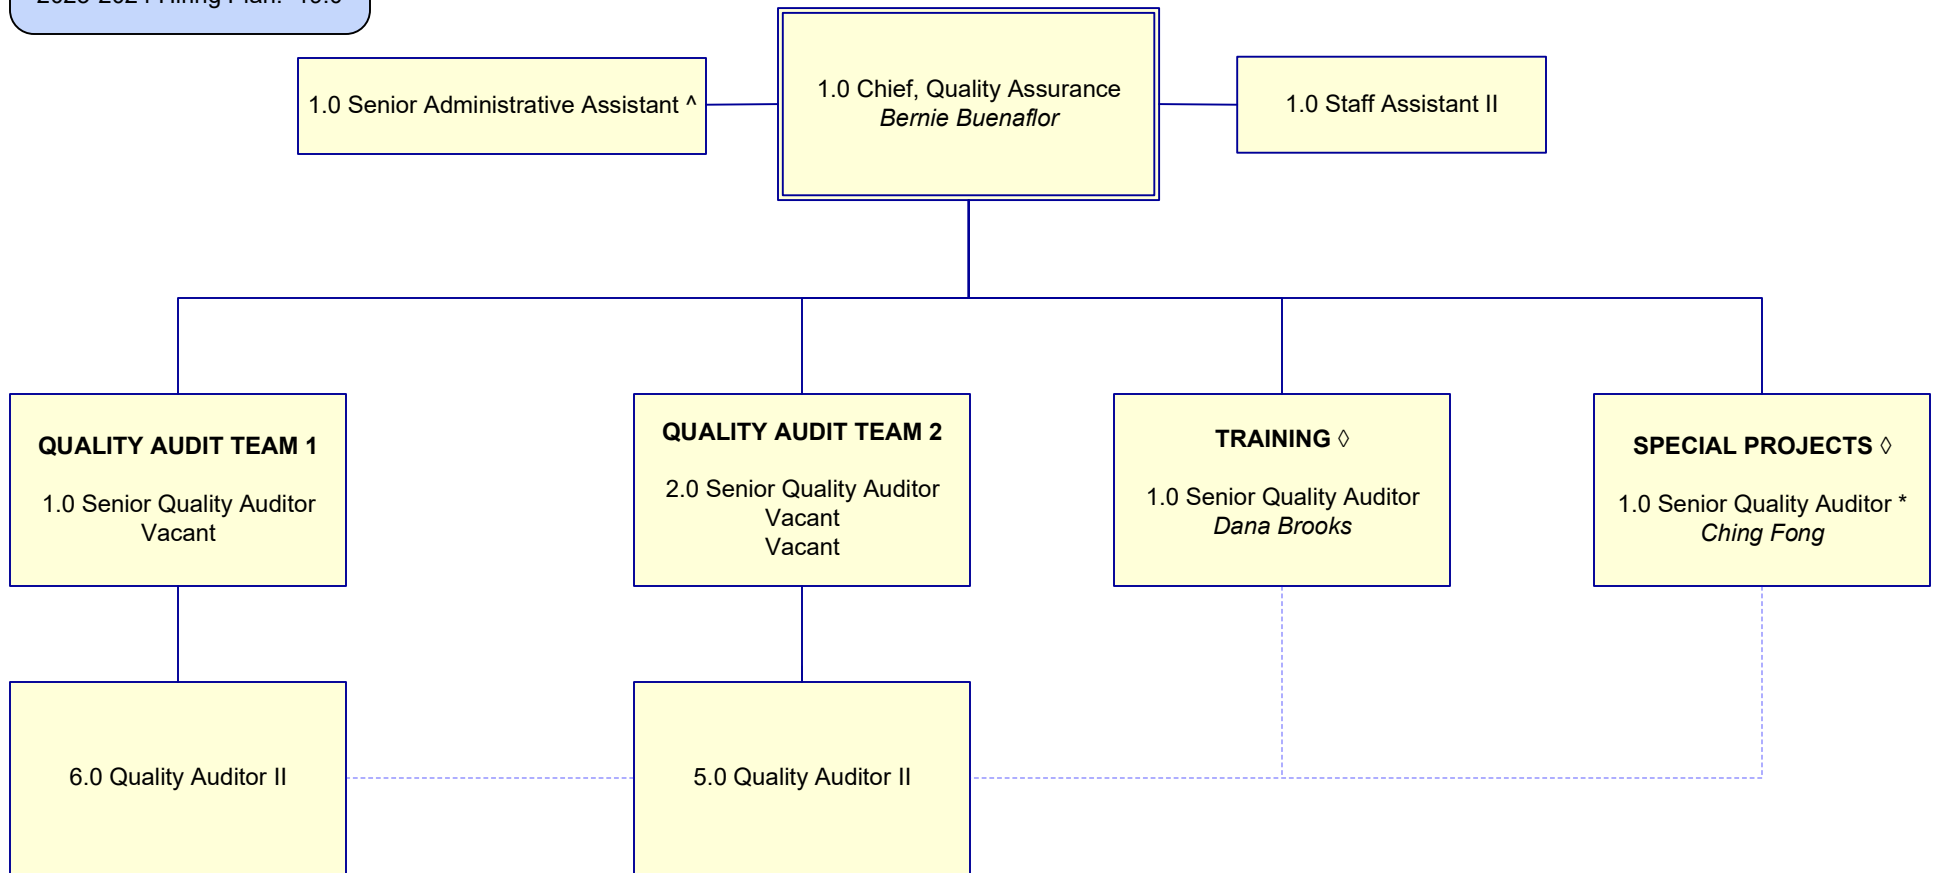 1.0 Senior Administrative Assistant ^
1.0 Chief, Quality Assurance
Bernie Buenaflor
1.0 Staff Assistant II
QUALITY AUDIT TEAM 1
1.0 Senior Quality Auditor
Vacant
QUALITY AUDIT TEAM 2
2.0 Senior Quality Auditor
Vacant
Vacant
TRAINING ◊
1.0 Senior Quality Auditor
Dana Brooks
SPECIAL PROJECTS ◊
1.0 Senior Quality Auditor *
Ching Fong
6.0 Quality Auditor II
5.0 Quality Auditor II